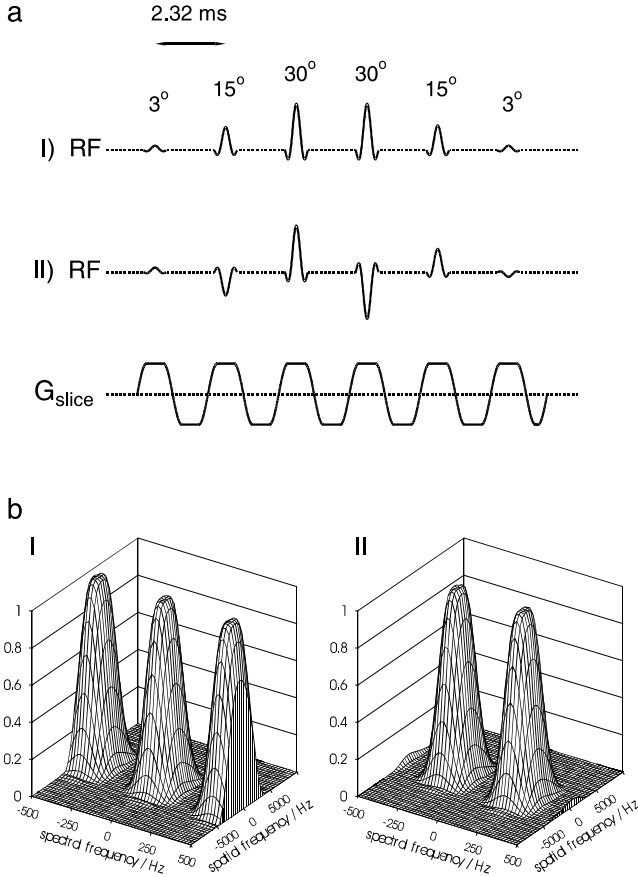 a
2.32 ms
3° 15° 30° 30° 15° 3°
I) RF
II) RF
Gslice
b
I
II
1
0.8
0.6
0.4
0.2
0
-500 -250 0 250 500
spectral frequency / Hz
-5000 0 5000
spatial frequency / Hz
1
0.8
0.6
0.4
0.2
0
-500 -250 0 250 500
spectral frequency / Hz
-5000 0 5000
spatial frequency / Hz